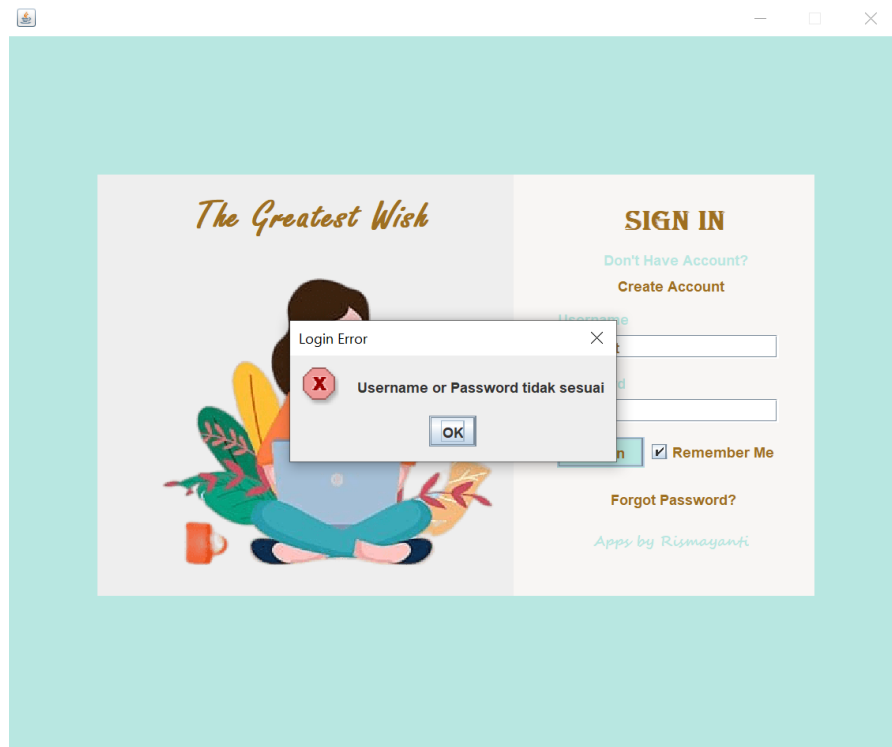 The Greatest Wish
SIGN IN
Don't Have Account?
Create Account
Username
Login Error
Username or Password tidak sesuai
OK
Remember Me
Forgot Password?
Apps by Rismayanti